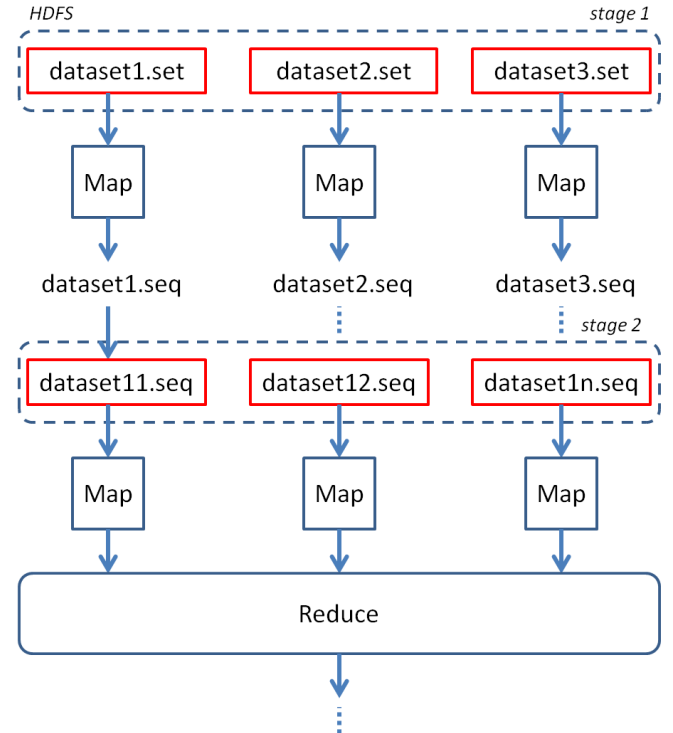 HDFS stage 1
dataset1.set dataset2.set dataset3.set
Map Map Map
dataset1.seq dataset2.seq dataset3.seq
stage 2
dataset11.seq dataset12.seq dataset1n.seq
Map Map Map
Reduce